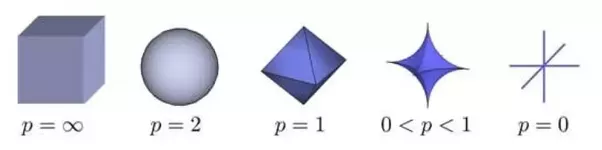 p = ∞ p = 2 p = 1 0 < p < 1 p = 0